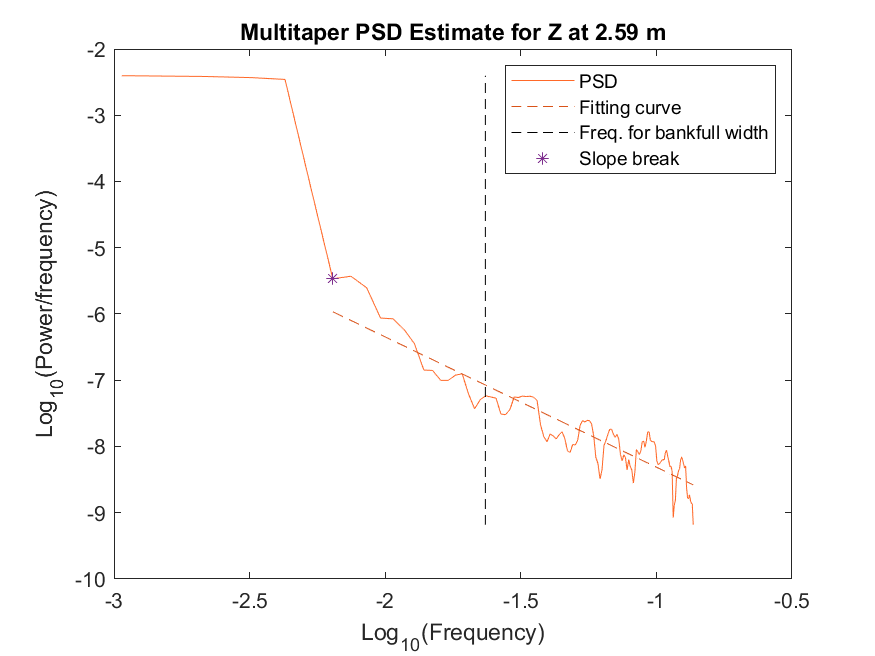 Multitaper PSD Estimate for Z at 2.59 m
PSD
Fitting curve
Freq. for bankfull width
Slope break
Log10(Power/frequency)
-2
-3
-4
-5
-6
-7
-8
-9
-10
-3
-2.5
-2
-1.5
-1
-0.5
Log10(Frequency)